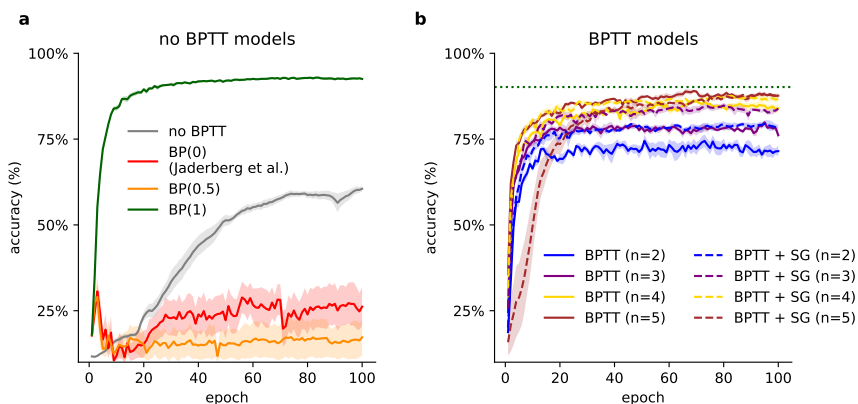 a
no BPTT models
100%
75%
50%
25%
accuracy (%)
no BPTT
BP(0)
(Jaderberg et al.)
BP(0.5)
BP(1)
0
20
40
60
80
100
epoch
b
BPTT models
100%
75%
50%
25%
accuracy (%)
BPTT (n=2)
BPTT (n=3)
BPTT (n=4)
BPTT (n=5)
BPTT + SG (n=2)
BPTT + SG (n=3)
BPTT + SG (n=4)
BPTT + SG (n=5)
0
20
40
60
80
100
epoch